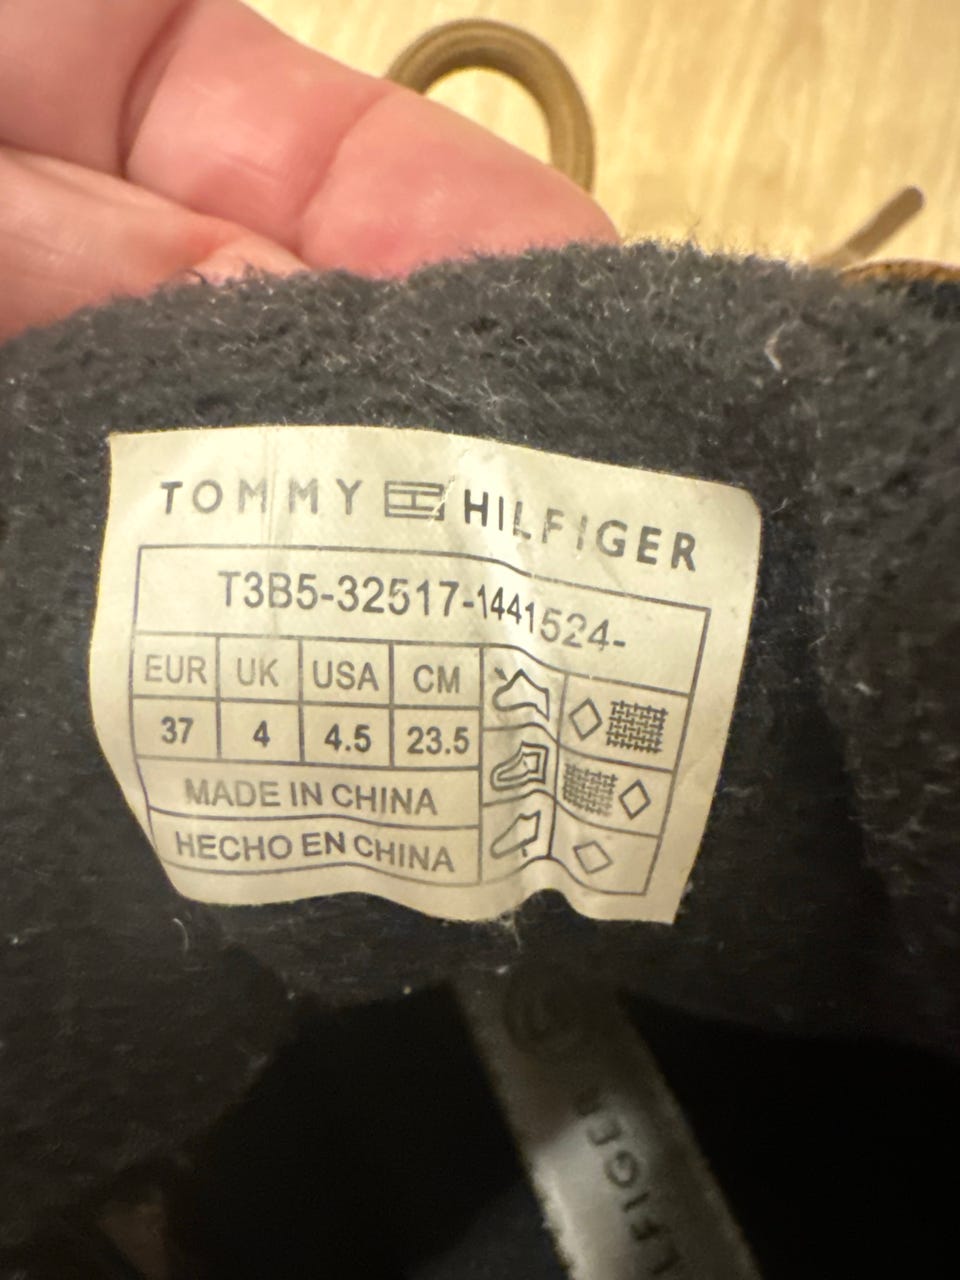 TOMMY HILFIGER
T3B5-32517-1441524-
EUR UK USA CM
37 4 4.5 23.5
MADE IN CHINA
HECHO EN CHINA
LFIGER